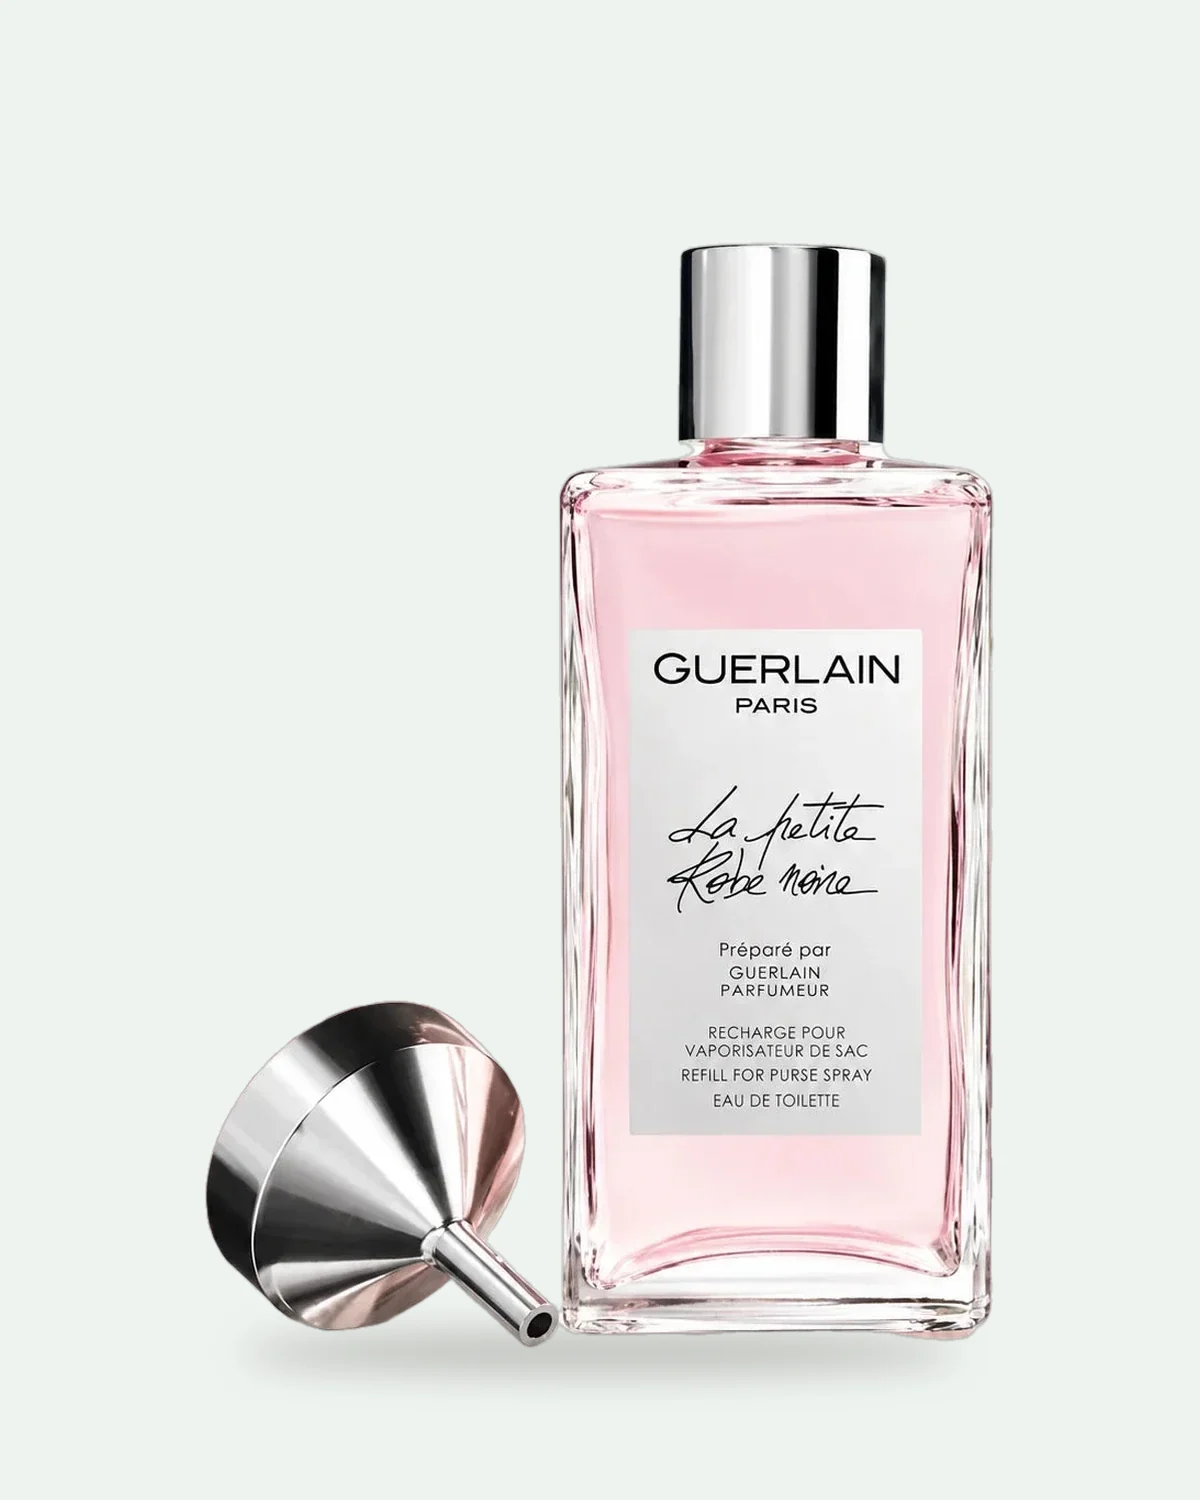 GUERLAIN
PARIS
La petite
Robe noire
Préparé par
GUERLAIN
PARFUMEUR
RECHARGE POUR
VAPORISATEUR DE SAC
REFILL FOR PURSE SPRAY
EAU DE TOILETTE